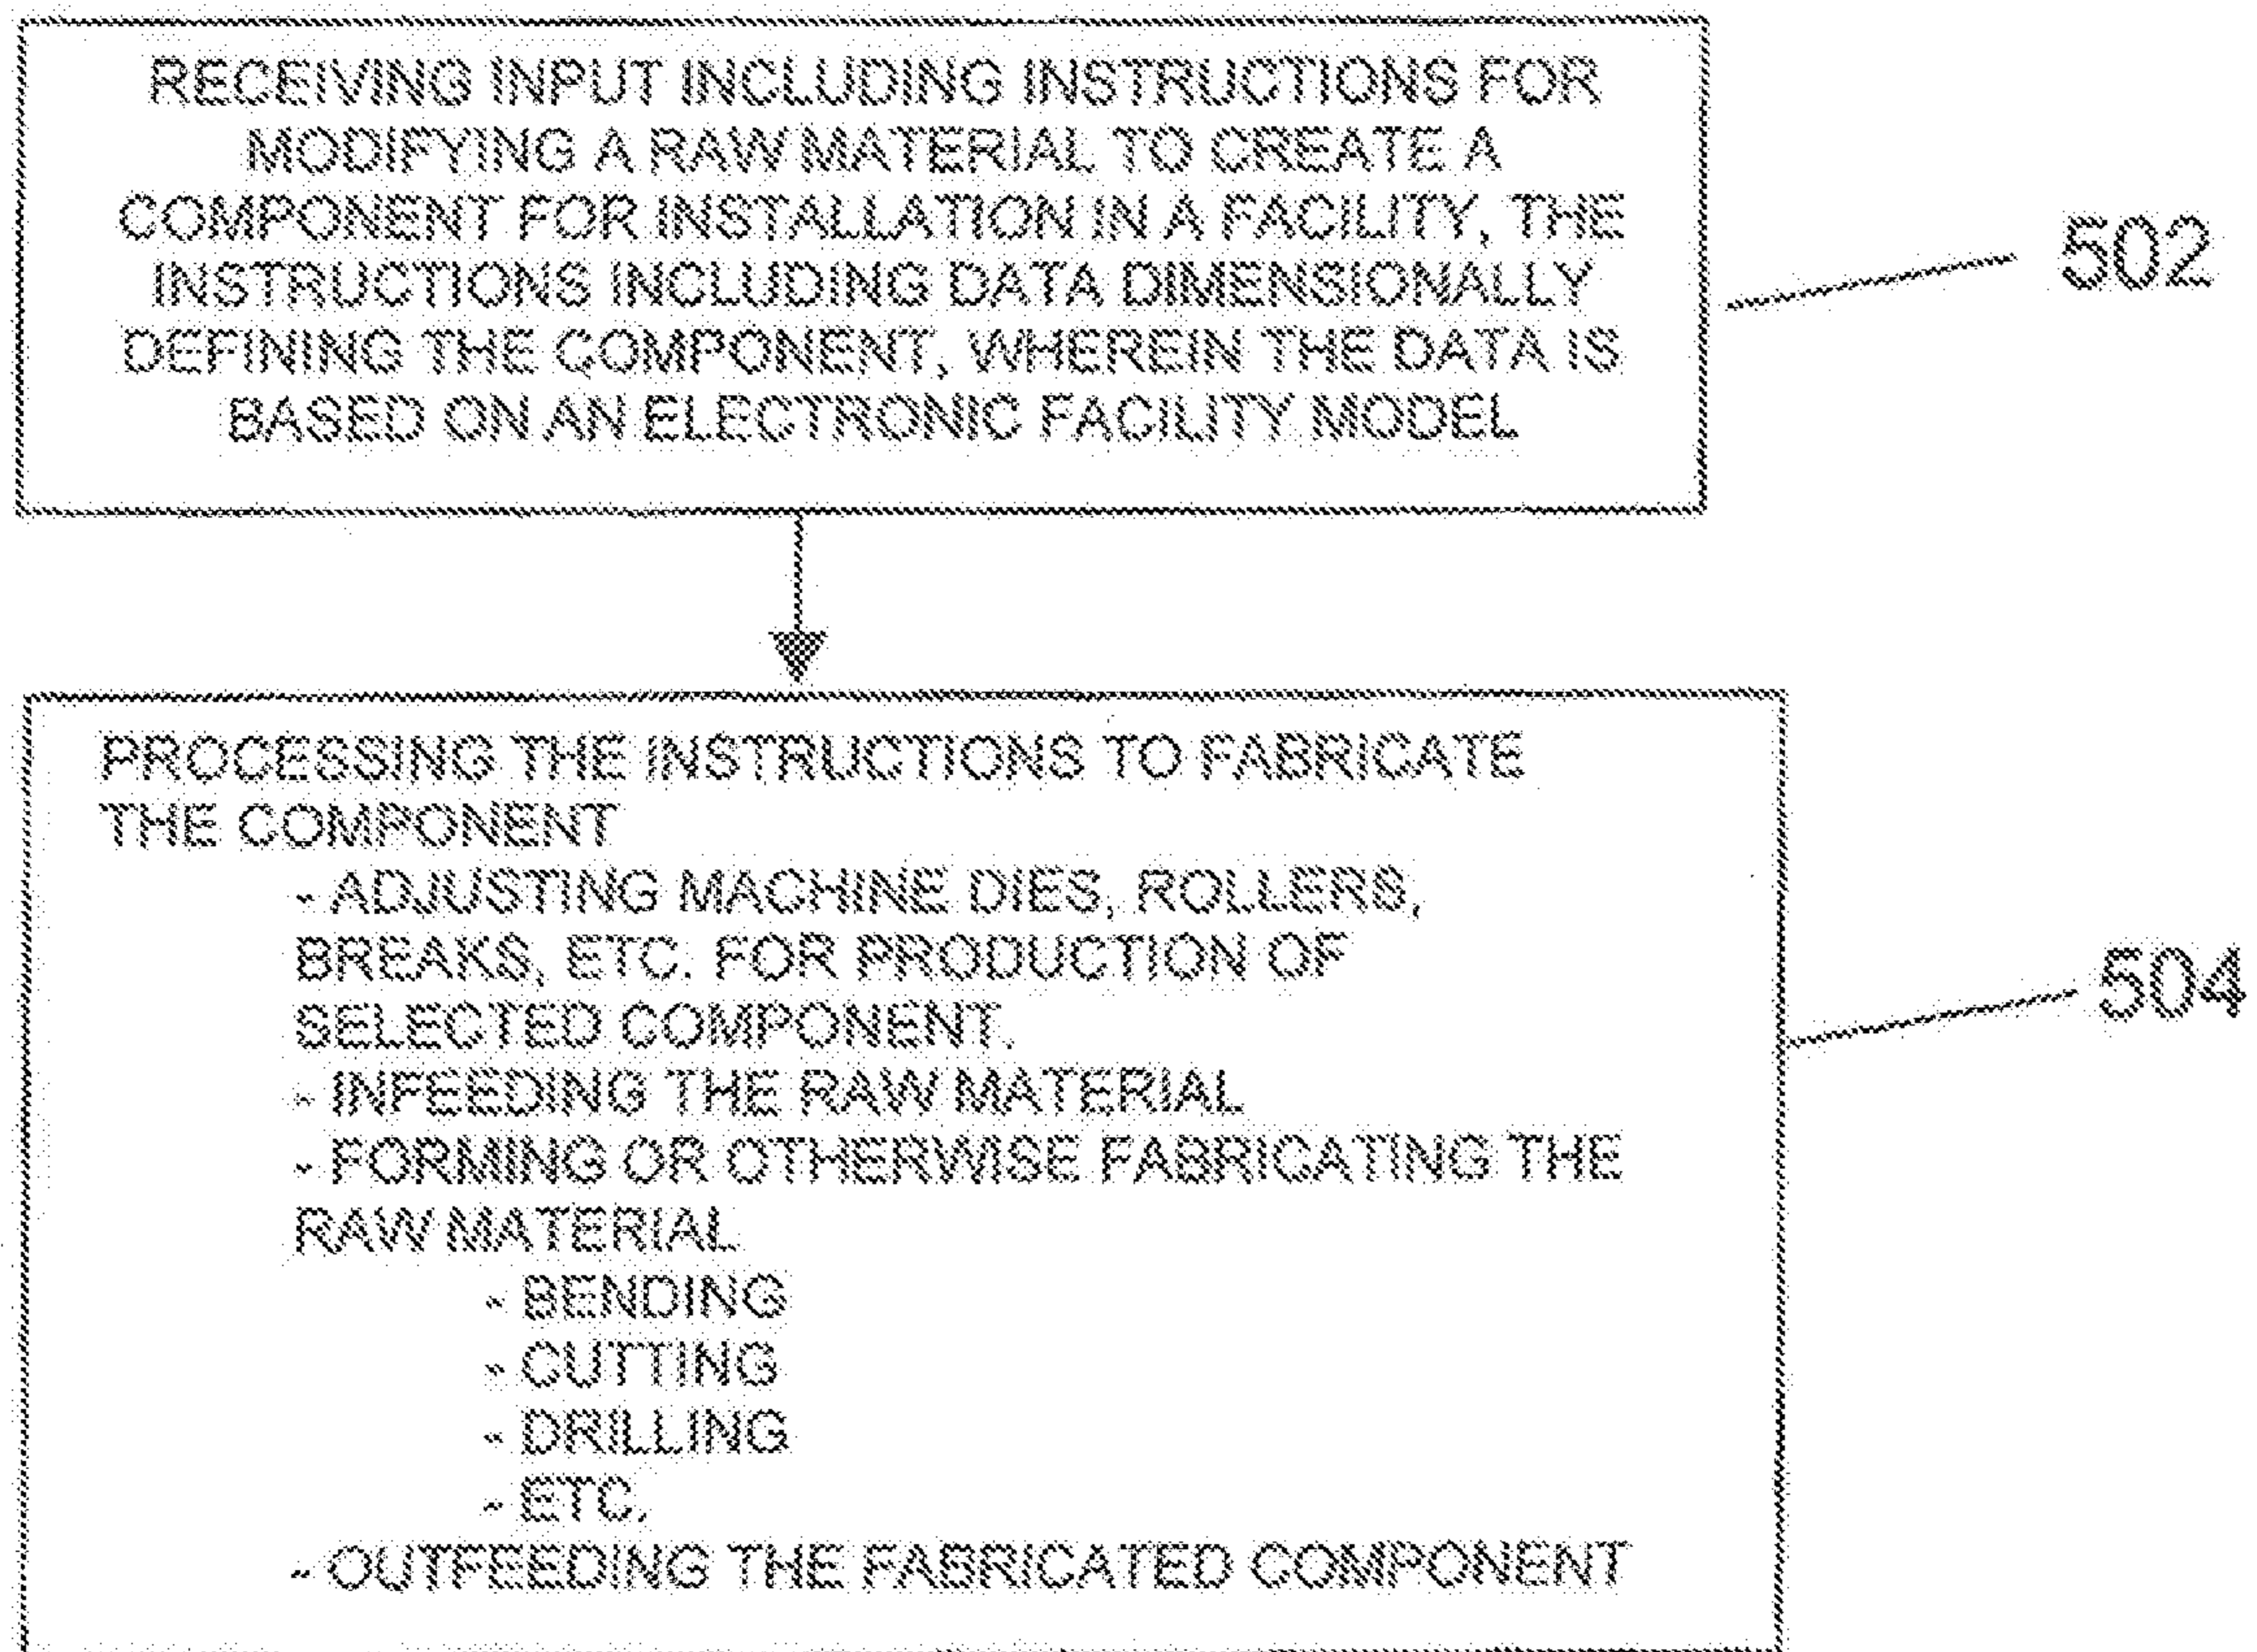 RECEIVING INPUT INCLUDING INSTRUCTIONS FOR
MODIFYING A RAW MATERIAL TO CREATE A
COMPONENT FOR INSTALLATION IN A FACILITY, THE
INSTRUCTIONS INCLUDING DATA DIMENSIONALLY
DEFINING THE COMPONENT, WHEREIN THE DATA IS
BASED ON AN ELECTRONIC FACILITY MODEL
502
PROCESSING THE INSTRUCTIONS TO FABRICATE
THE COMPONENT
- ADJUSTING MACHINE DIES, ROLLERS,
BREAKS, ETC. FOR PRODUCTION OF
SELECTED COMPONENT.
- INFEEDING THE RAW MATERIAL
- FORMING OR OTHERWISE FABRICATING THE
RAW MATERIAL
- BENDING
- CUTTING
- DRILLING
- ETC.
- OUTFEEDING THE FABRICATED COMPONENT
504